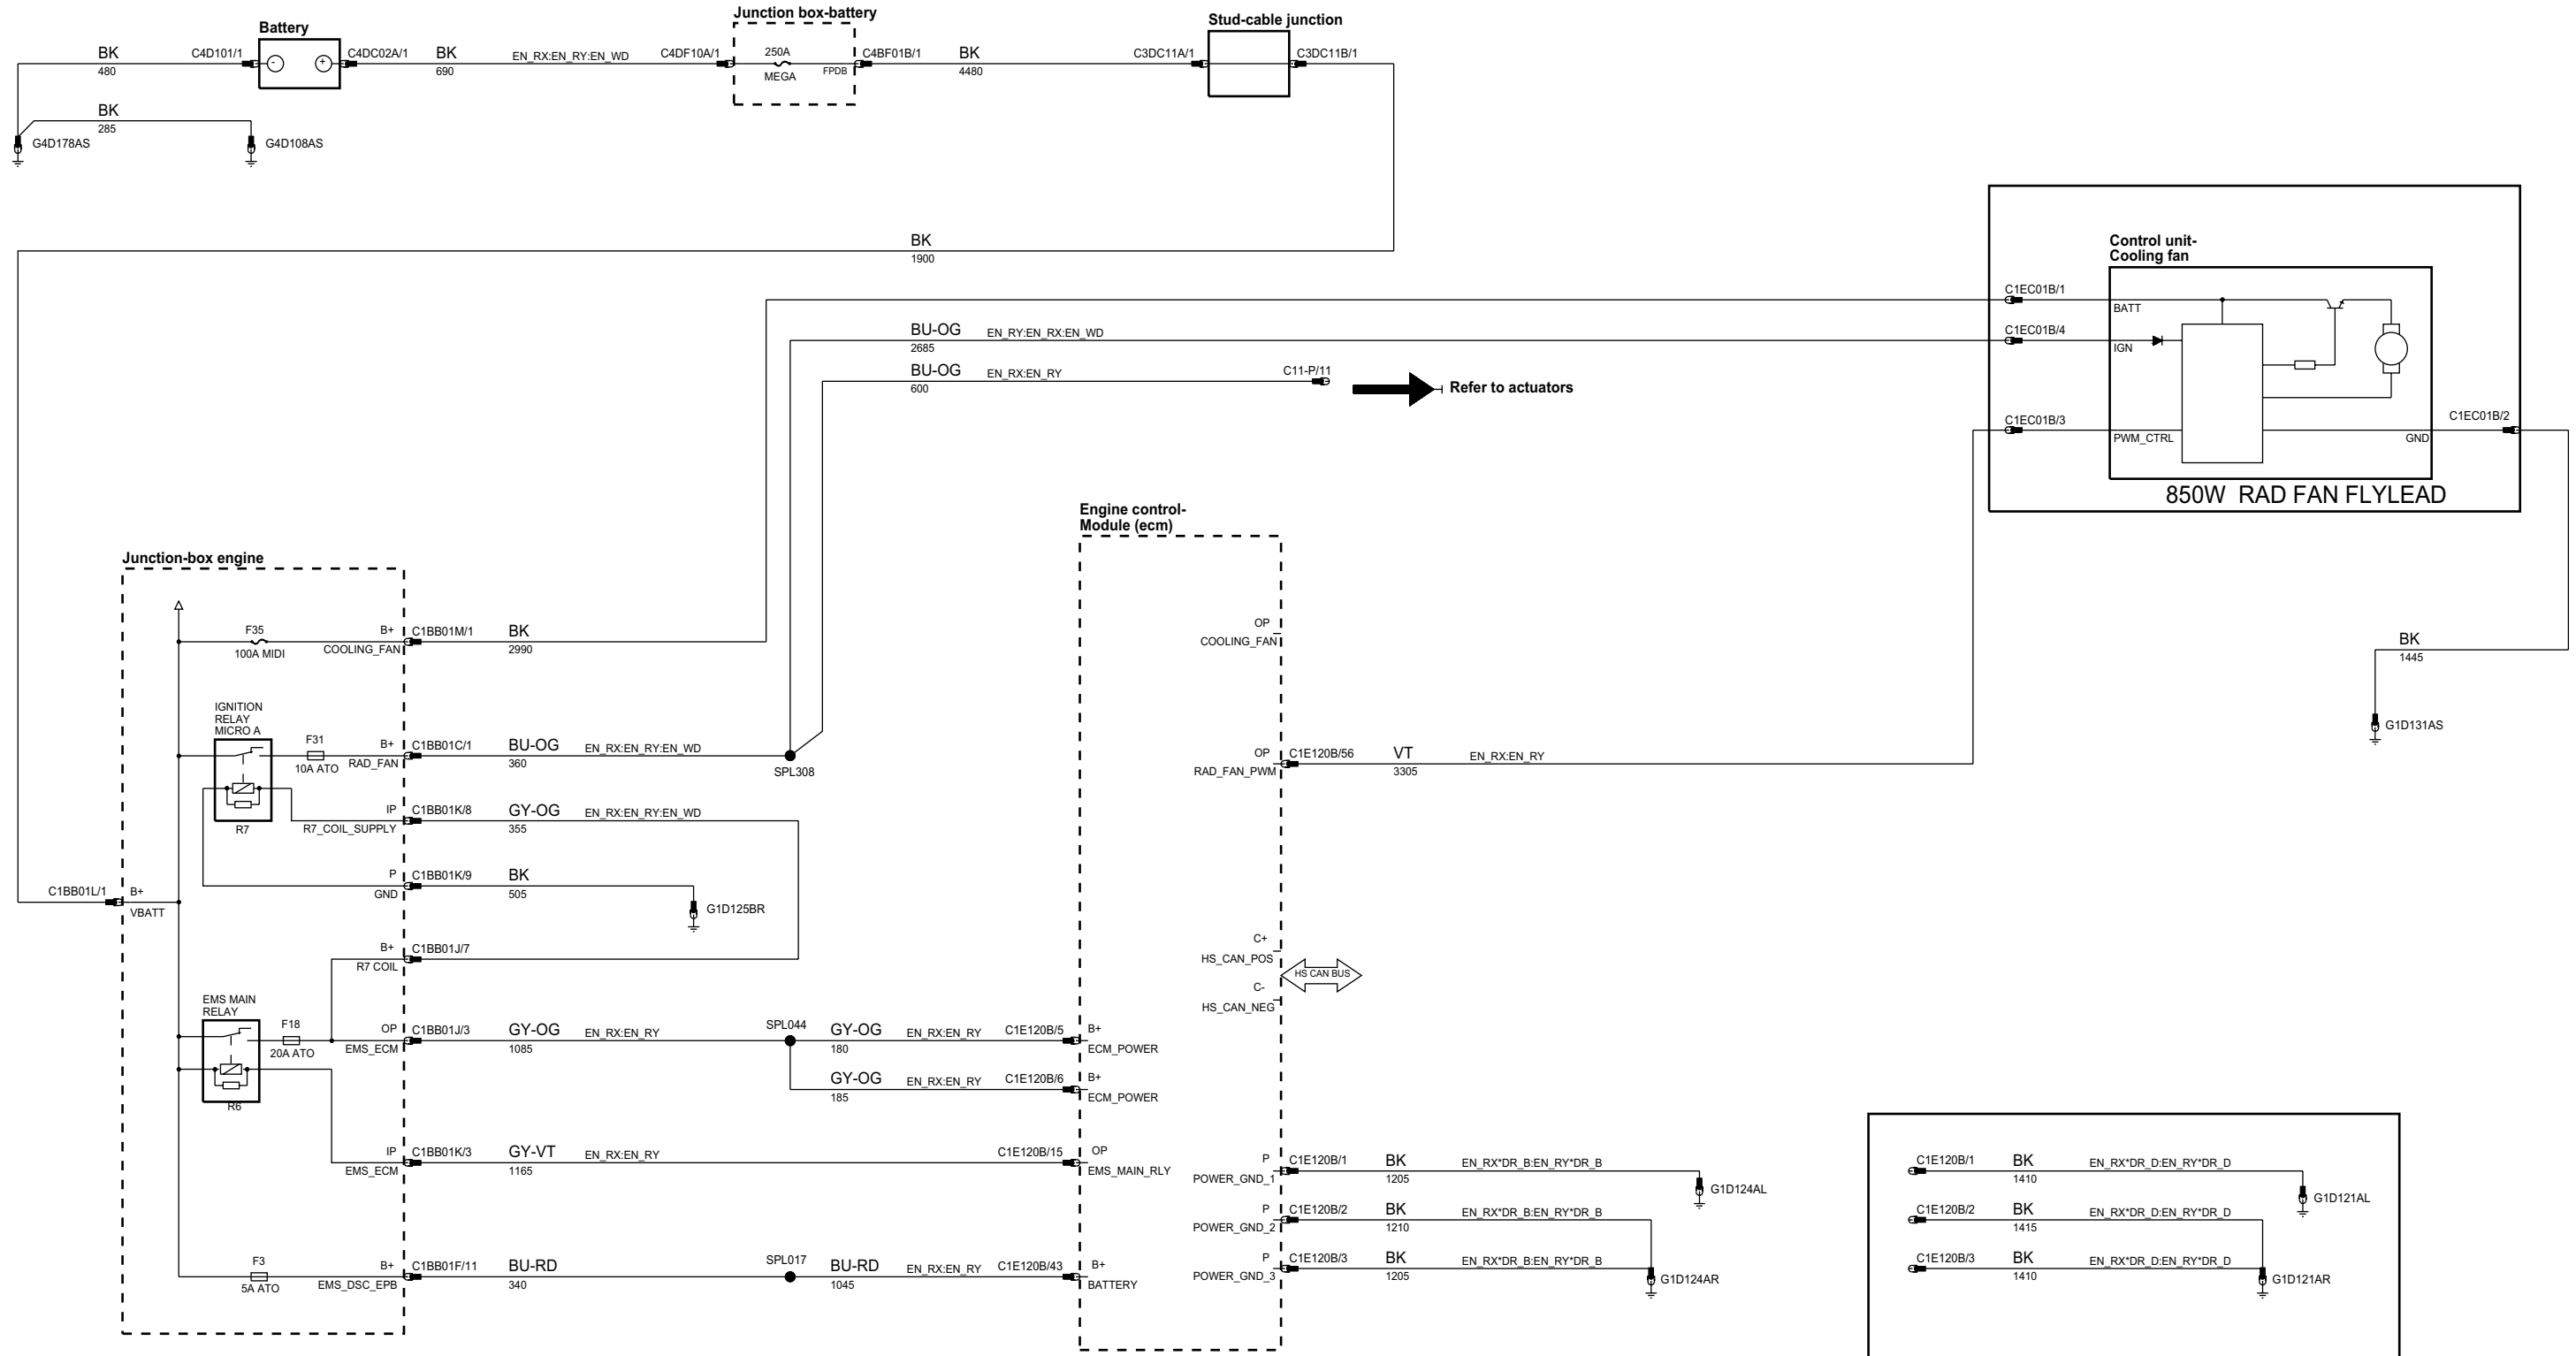 Battery
Junction box-battery
Stud-cable junction
BK
480
C4D101/1
-
+
C4DC02A/1
BK
690
EN_RX:EN_RY:EN_WD
C4DF10A/1
250A
MEGA
FPDB
C4BF01B/1
BK
4480
C3DC11A/1
C3DC11B/1
BK
285
G4D178AS
G4D108AS
BK
1900
Control unit-
Cooling fan
C1EC01B/1
BATT
BU-OG
2685
EN_RY:EN_RX:EN_WD
C1EC01B/4
IGN
BU-OG
600
EN_RX:EN_RY
C11-P/11
Refer to actuators
C1EC01B/3
PWM_CTRL
GND
C1EC01B/2
850W RAD FAN FLYLEAD
Engine control-
Module (ecm)
Junction-box engine
F35
100A MIDI
B+
COOLING_FAN
C1BB01M/1
BK
2990
OP
COOLING_FAN
BK
1445
G1D131AS
IGNITION
RELAY
MICRO A
R7
F31
10A ATO
B+
RAD_FAN
C1BB01C/1
BU-OG
360
EN_RX:EN_RY:EN_WD
SPL308
OP
RAD_FAN_PWM
C1E120B/56
VT
3305
EN_RX:EN_RY
IP
R7_COIL_SUPPLY
C1BB01K/8
GY-OG
355
EN_RX:EN_RY:EN_WD
P
GND
C1BB01K/9
BK
505
G1D125BR
C1BB01L/1
B+
VBATT
B+
R7 COIL
C1BB01J/7
C+
HS_CAN_POS
HS CAN BUS
C-
HS_CAN_NEG
EMS MAIN
RELAY
R6
F18
20A ATO
OP
EMS_ECM
C1BB01J/3
GY-OG
1085
EN_RX:EN_RY
SPL044
GY-OG
180
EN_RX:EN_RY
C1E120B/5
B+
ECM_POWER
GY-OG
185
EN_RX:EN_RY
C1E120B/6
B+
ECM_POWER
IP
EMS_ECM
C1BB01K/3
GY-VT
1165
EN_RX:EN_RY
C1E120B/15
OP
EMS_MAIN_RLY
P
POWER_GND_1
C1E120B/1
BK
1205
EN_RX*DR_B:EN_RY*DR_B
G1D124AL
P
POWER_GND_2
C1E120B/2
BK
1210
EN_RX*DR_B:EN_RY*DR_B
P
POWER_GND_3
C1E120B/3
BK
1205
EN_RX*DR_B:EN_RY*DR_B
G1D124AR
F3
5A ATO
B+
EMS_DSC_EPB
C1BB01F/11
BU-RD
340
SPL017
BU-RD
1045
EN_RX:EN_RY
C1E120B/43
B+
BATTERY
C1E120B/1
BK
1410
EN_RX*DR_D:EN_RY*DR_D
G1D121AL
C1E120B/2
BK
1415
EN_RX*DR_D:EN_RY*DR_D
C1E120B/3
BK
1410
EN_RX*DR_D:EN_RY*DR_D
G1D121AR